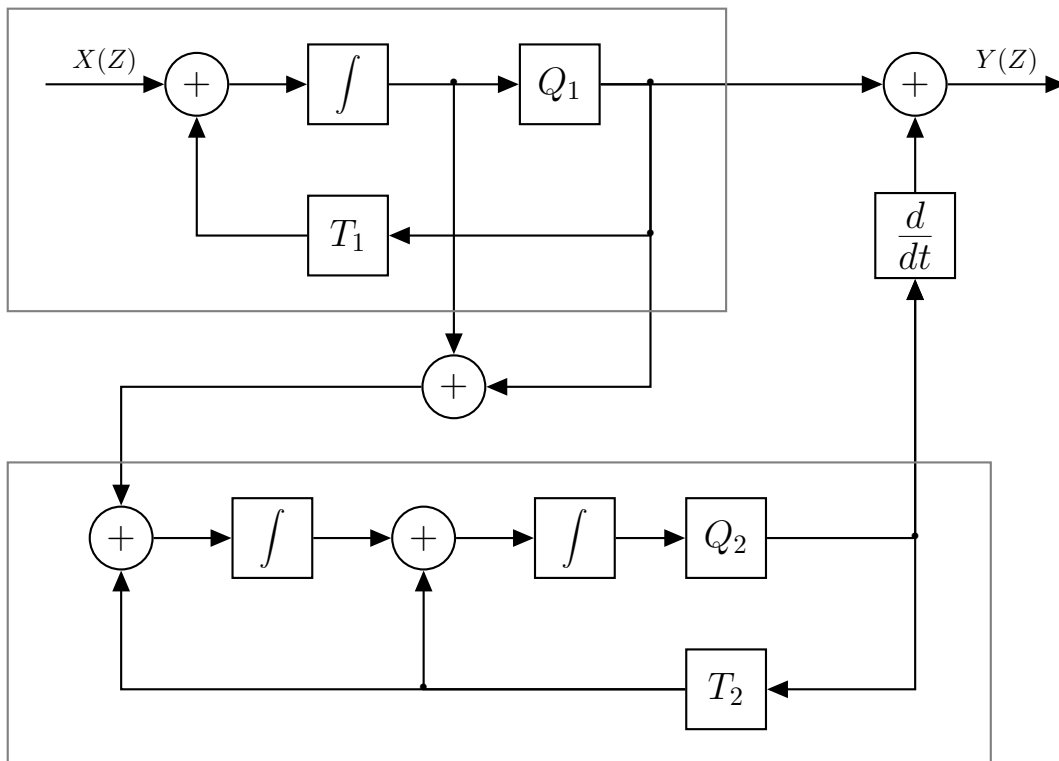 X(Z)
+
∫
Q₁
+
Y(Z)
T₁
d/dt
+
+
∫
+
∫
Q₂
T₂